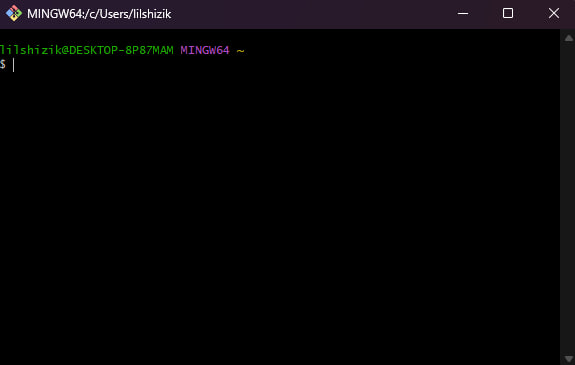 MINGW64:/c/Users/lilshizik
lilshizik@DESKTOP-8P87MAM MINGW64 ~
$